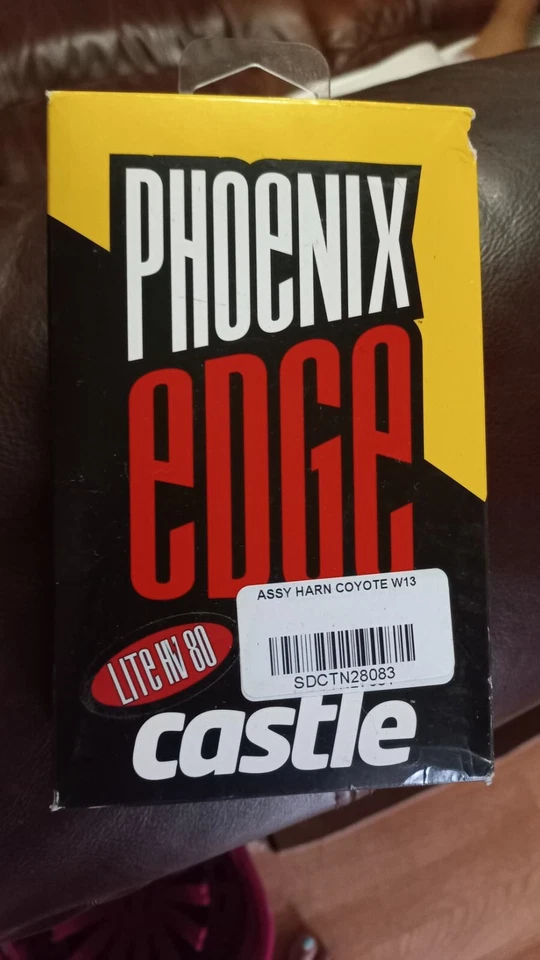 PHOENIX
EDGE
ASSY HARN COYOTE W13
SDCTN28083
LITE HV 80
castle